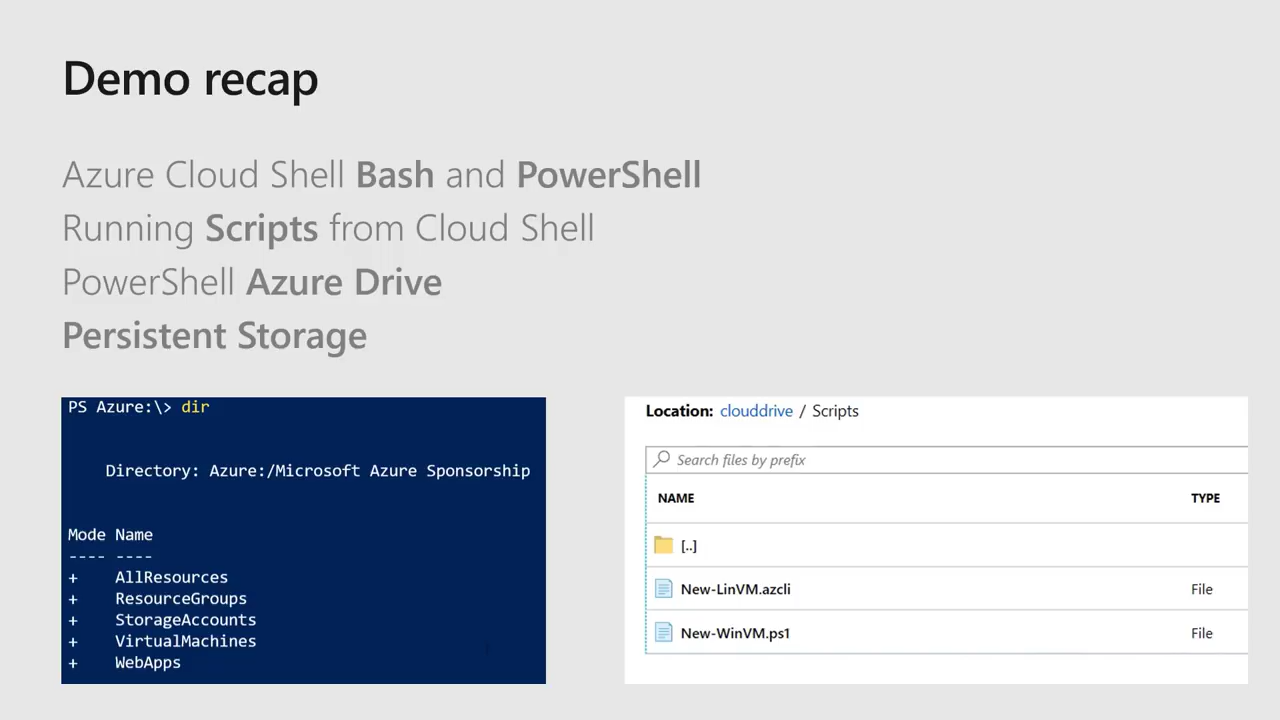 Demo recap
Azure Cloud Shell Bash and PowerShell
Running Scripts from Cloud Shell
PowerShell Azure Drive
Persistent Storage
PS Azure:\> dir
Directory: Azure:/Microsoft Azure Sponsorship
Mode Name
---- ----
+ AllResources
+ ResourceGroups
+ StorageAccounts
+ VirtualMachines
+ WebApps
Location: clouddrive / Scripts
Search files by prefix
NAME TYPE
[..]
New-LinVM.azcli File
New-WinVM.ps1 File